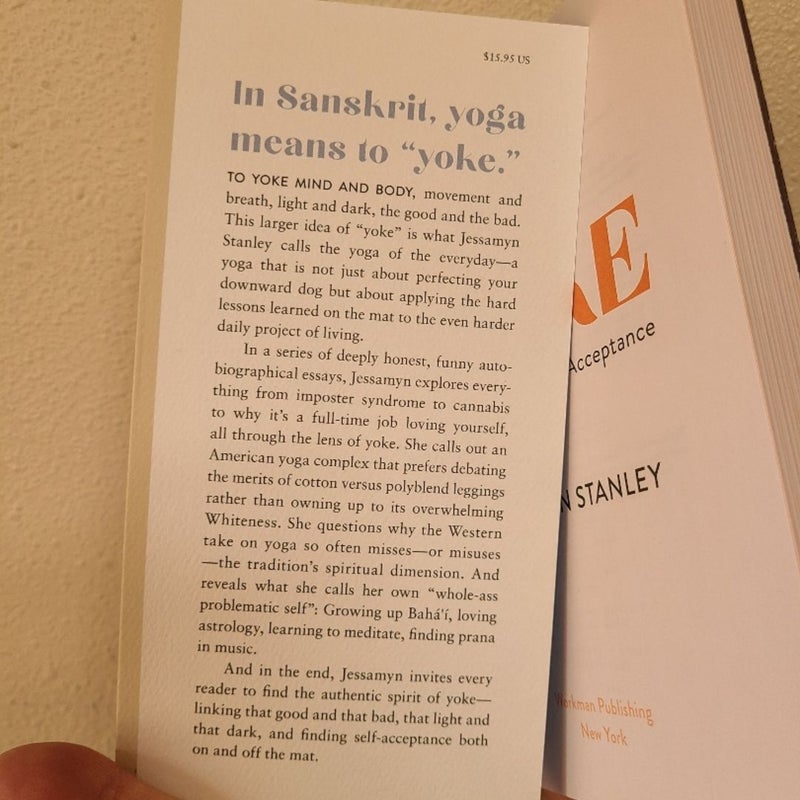 $15.95 US
In Sanskrit, yoga
means to “yoke.”
TO YOKE MIND AND BODY, movement and
breath, light and dark, the good and the bad.
This larger idea of “yoke” is what Jessamyn
Stanley calls the yoga of the everyday—a
yoga that is not just about perfecting your
downward dog but about applying the hard
lessons learned on the mat to the even harder
daily project of living.
In a series of deeply honest, funny auto-
biographical essays, Jessamyn explores every-
thing from imposter syndrome to cannabis
to why it’s a full-time job loving yourself,
all through the lens of yoke. She calls out an
American yoga complex that prefers debating
the merits of cotton versus polyblend leggings
rather than owning up to its overwhelming
Whiteness. She questions why the Western
take on yoga so often misses—or misuses
—the tradition’s spiritual dimension. And
reveals what she calls her own “whole-ass
problematic self”: Growing up Bahá’í, loving
astrology, learning to meditate, finding prana
in music.
And in the end, Jessamyn invites every
reader to find the authentic spirit of yoke—
linking that good and that bad, that light and
that dark, and finding self-acceptance both
on and off the mat.
E
Acceptance
N STANLEY
Workman Publishing
New York